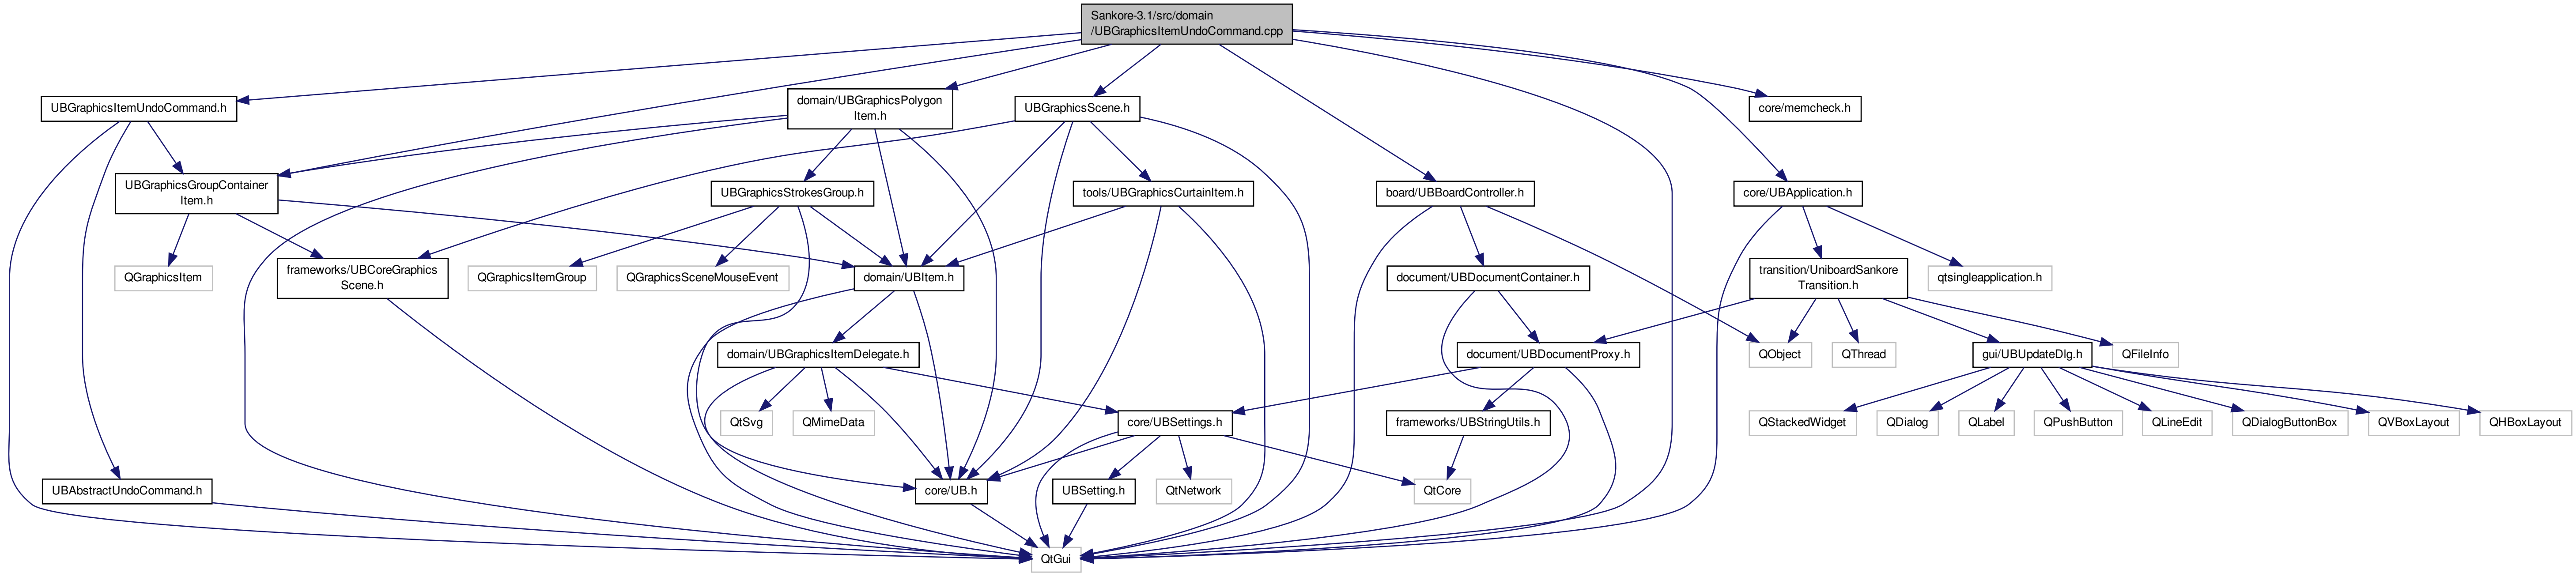 Sankore-3.1/src/domain
/UBGraphicsItemUndoCommand.cpp
UBGraphicsItemUndoCommand.h
domain/UBGraphicsPolygon
Item.h
UBGraphicsScene.h
core/memcheck.h
UBGraphicsGroupContainer
Item.h
UBGraphicsStrokesGroup.h
tools/UBGraphicsCurtainItem.h
board/UBBoardController.h
core/UBApplication.h
QGraphicsItem
frameworks/UBCoreGraphics
Scene.h
QGraphicsItemGroup
QGraphicsSceneMouseEvent
domain/UBItem.h
document/UBDocumentContainer.h
transition/UniboardSankore
Transition.h
qtsingleapplication.h
domain/UBGraphicsItemDelegate.h
document/UBDocumentProxy.h
QObject
QThread
gui/UBUpdateDlg.h
QFileInfo
QtSvg
QMimeData
core/UBSettings.h
frameworks/UBStringUtils.h
QStackedWidget
QDialog
QLabel
QPushButton
QLineEdit
QDialogButtonBox
QVBoxLayout
QHBoxLayout
UBAbstractUndoCommand.h
core/UB.h
UBSetting.h
QtNetwork
QtCore
QtGui